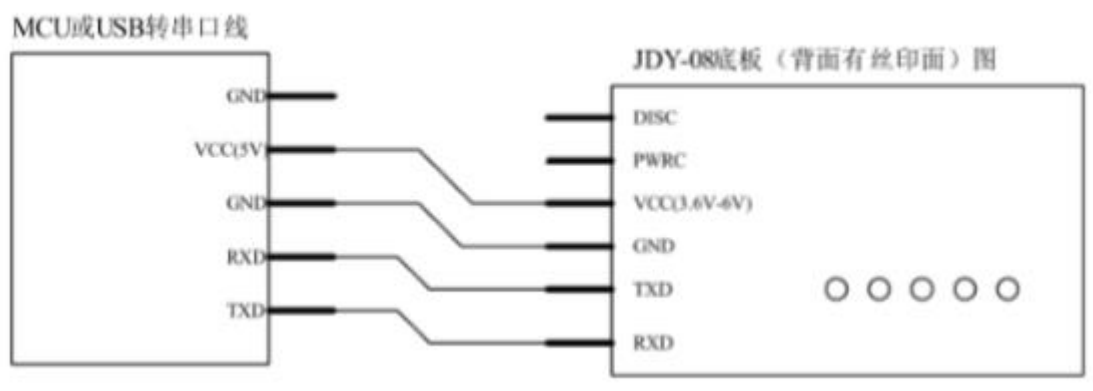 MCU或USB转串口线
GND
VCC(5V)
GND
RXD
TXD
JDY-08底板（背面有丝印面）图
DISC
PWRC
VCC(3.6V-6V)
GND
TXD
RXD